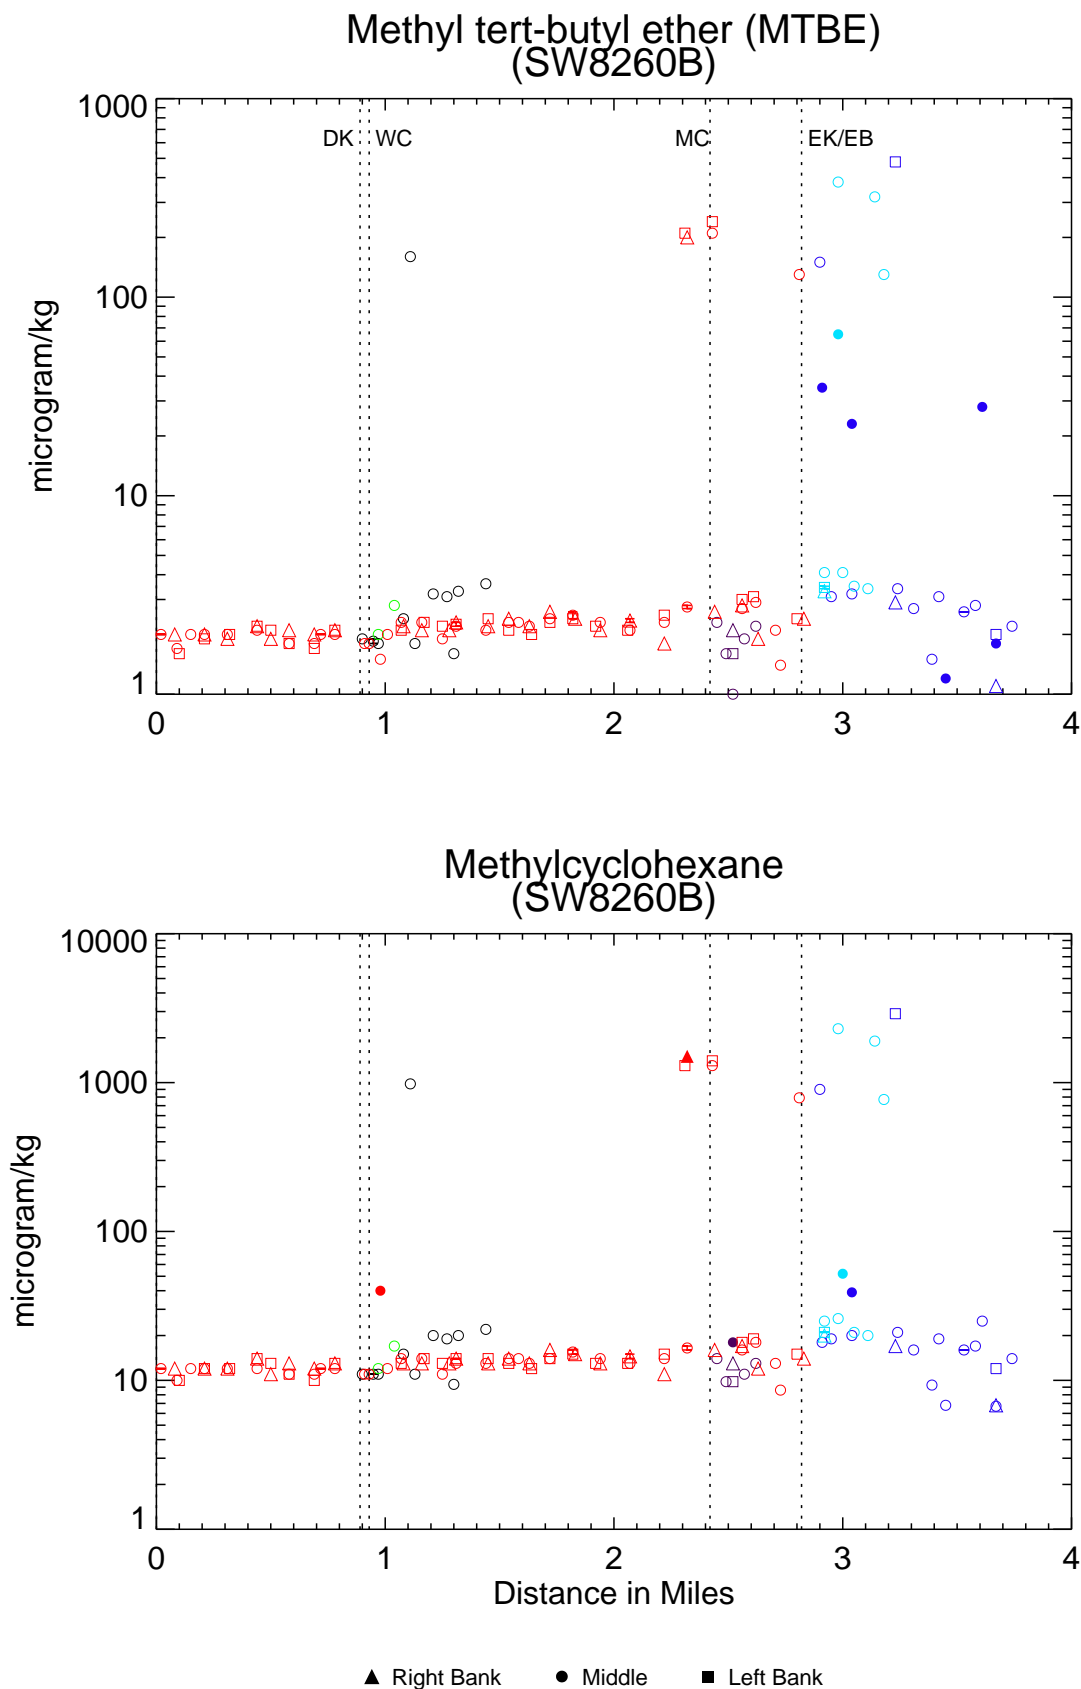 Methyl tert-butyl ether (MTBE)
(SW8260B)
1000
DK WC MC EK/EB
100
microgram/kg
10
1
0 1 2 3 4
Methylcyclohexane
(SW8260B)
10000
1000
100
microgram/kg
10
1
0 1 2 3 4
Distance in Miles
Right Bank Middle Left Bank